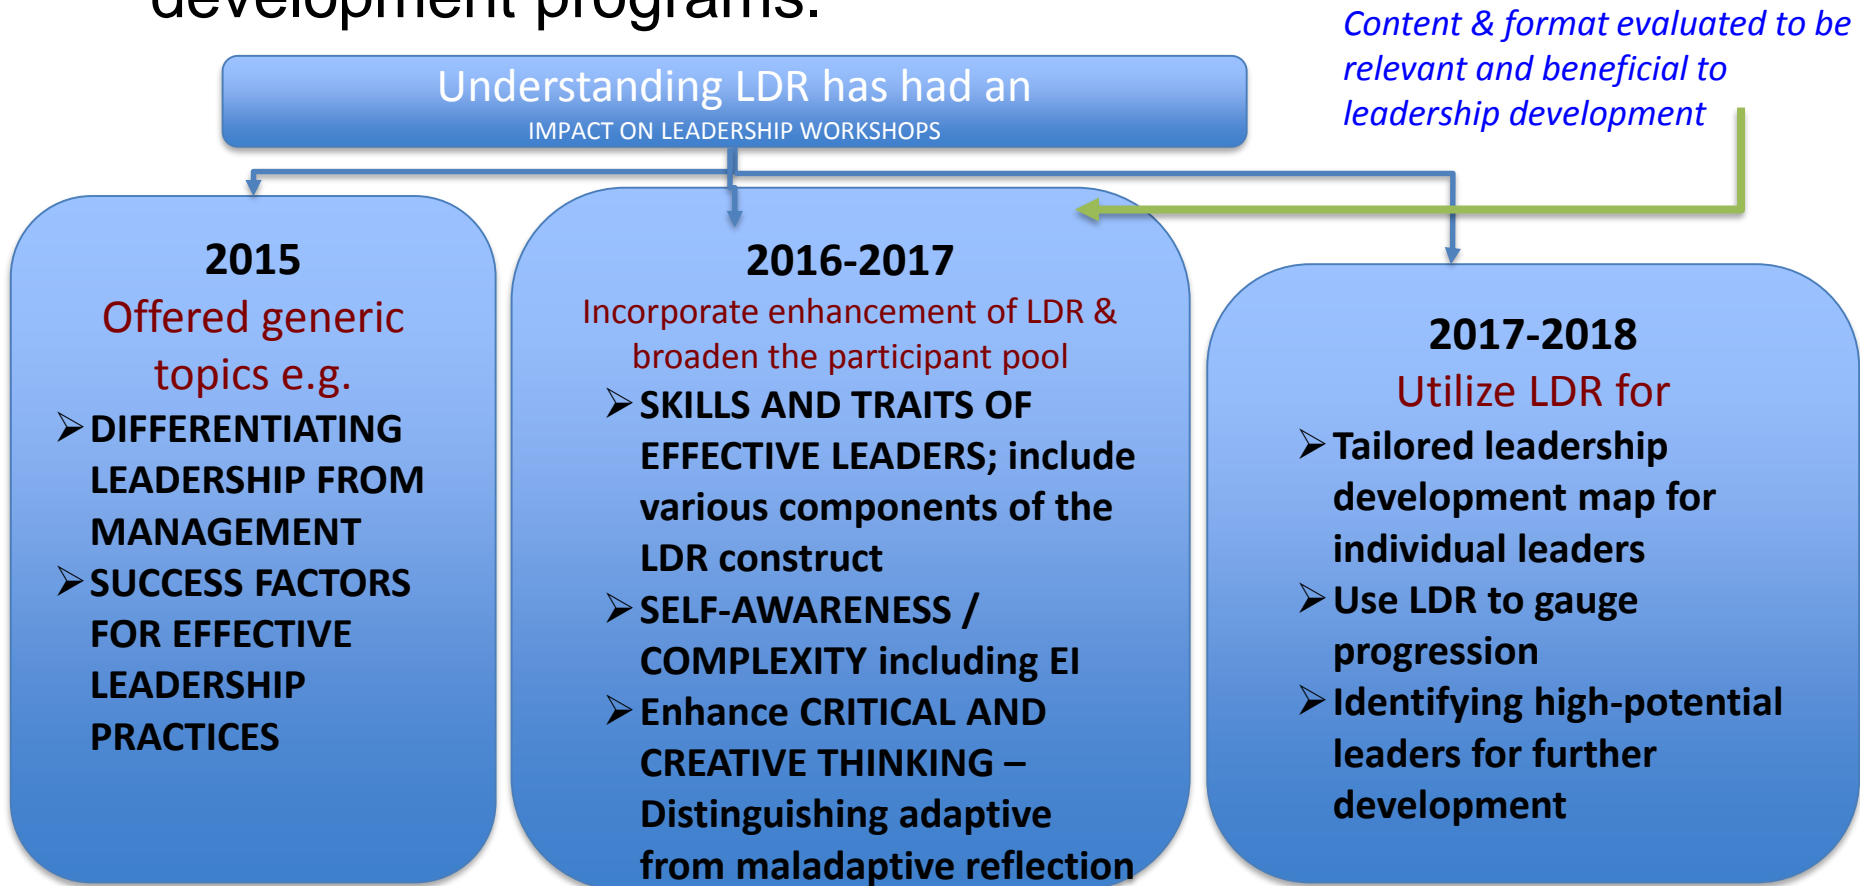 development programs.
Content & format evaluated to be
relevant and beneficial to
leadership development
Understanding LDR has had an
IMPACT ON LEADERSHIP WORKSHOPS
2015
Offered generic
topics e.g.
➢DIFFERENTIATING
LEADERSHIP FROM
MANAGEMENT
➢SUCCESS FACTORS
FOR EFFECTIVE
LEADERSHIP
PRACTICES
2016-2017
Incorporate enhancement of LDR &
broaden the participant pool
➢SKILLS AND TRAITS OF
EFFECTIVE LEADERS; include
various components of the
LDR construct
➢SELF-AWARENESS /
COMPLEXITY including EI
➢Enhance CRITICAL AND
CREATIVE THINKING –
Distinguishing adaptive
from maladaptive reflection
2017-2018
Utilize LDR for
➢Tailored leadership
development map for
individual leaders
➢Use LDR to gauge
progression
➢Identifying high-potential
leaders for further
development